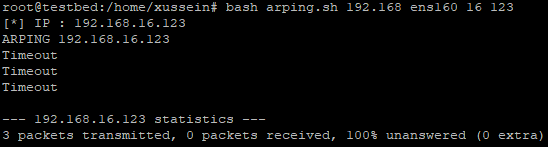 root@testbed:/home/xussein# bash arping.sh 192.168 ens160 16 123
[*] IP : 192.168.16.123
ARPING 192.168.16.123
Timeout
Timeout
Timeout
--- 192.168.16.123 statistics ---
3 packets transmitted, 0 packets received, 100% unanswered (0 extra)